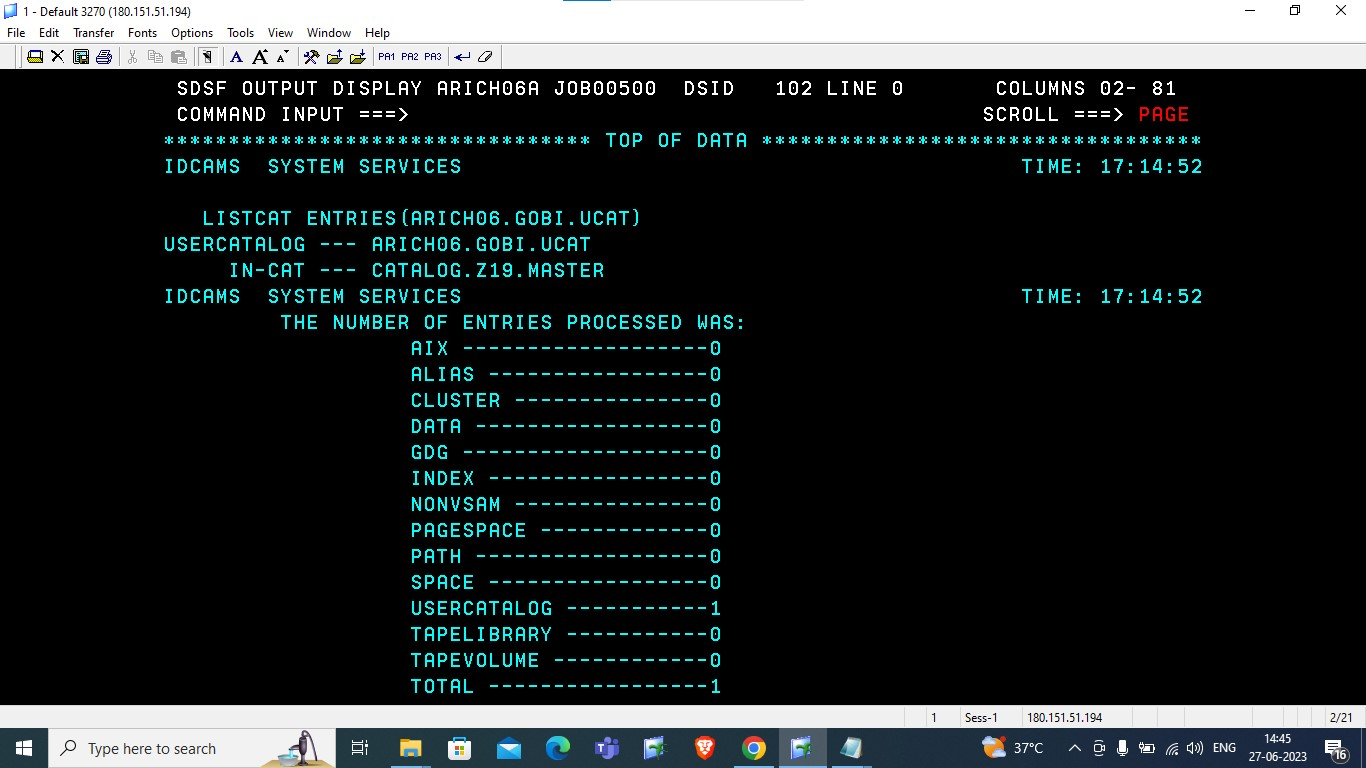 1 - Default 3270 (180.151.51.194)
File Edit Transfer Fonts Options Tools View Window Help
PA1 PA2 PA3
SDSF OUTPUT DISPLAY ARICH06A JOB00500 DSID 102 LINE 0 COLUMNS 02- 81
COMMAND INPUT ===> SCROLL ===> PAGE
********************************* TOP OF DATA **********************************
IDCAMS SYSTEM SERVICES TIME: 17:14:52
LISTCAT ENTRIES(ARICH06.GOBI.UCAT)
USERCATALOG --- ARICH06.GOBI.UCAT
IN-CAT --- CATALOG.Z19.MASTER
IDCAMS SYSTEM SERVICES TIME: 17:14:52
THE NUMBER OF ENTRIES PROCESSED WAS:
AIX -------------------0
ALIAS -----------------0
CLUSTER ---------------0
DATA ------------------0
GDG -------------------0
INDEX -----------------0
NONVSAM ---------------0
PAGESPACE -------------0
PATH ------------------0
SPACE -----------------0
USERCATALOG -----------1
TAPELIBRARY -----------0
TAPEVOLUME ------------0
TOTAL -----------------1
1 Sess-1 180.151.51.194 2/21
Type here to search 37°C ENG 14:45
27-06-2023 16